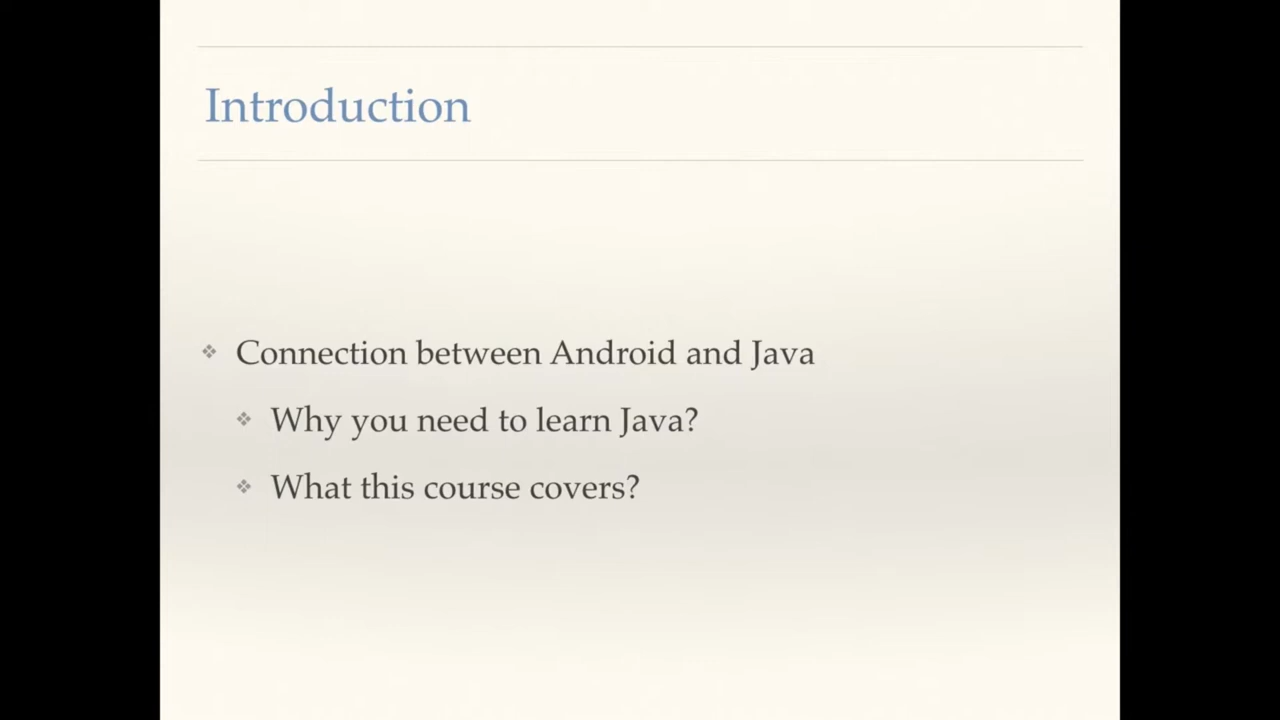 Introduction
Connection between Android and Java
Why you need to learn Java?
What this course covers?